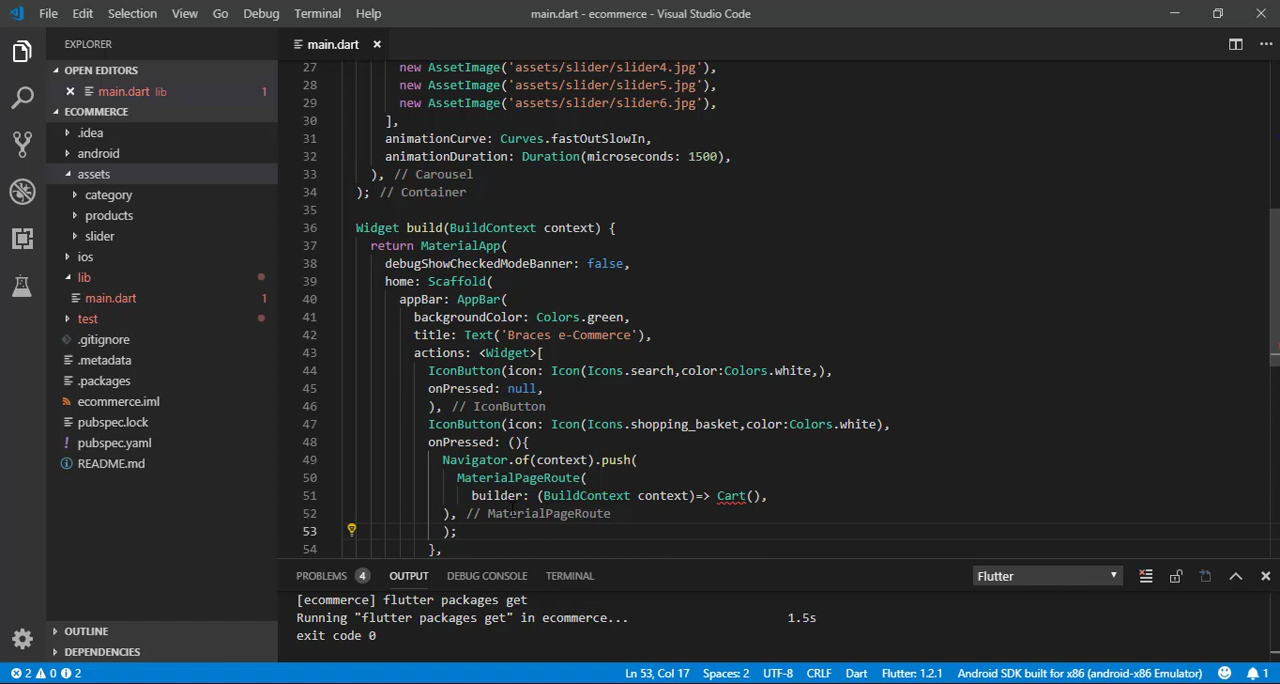 File Edit Selection View Go Debug Terminal Help main.dart - ecommerce - Visual Studio Code
EXPLORER
OPEN EDITORS
main.dart lib 1
ECOMMERCE
.idea
android
assets
category
products
slider
ios
lib
main.dart 1
test
.gitignore
.metadata
.packages
ecommerce.iml
pubspec.lock
pubspec.yaml
README.md
OUTLINE
DEPENDENCIES
main.dart
27 new AssetImage('assets/slider/slider4.jpg'),
28 new AssetImage('assets/slider/slider5.jpg'),
29 new AssetImage('assets/slider/slider6.jpg'),
30 ],
31 animationCurve: Curves.fastOutSlowIn,
32 animationDuration: Duration(microseconds: 1500),
33 ), // Carousel
34 ); // Container
35
36 Widget build(BuildContext context) {
37 return MaterialApp(
38 debugShowCheckedModeBanner: false,
39 home: Scaffold(
40 appBar: AppBar(
41 backgroundColor: Colors.green,
42 title: Text('Braces e-Commerce'),
43 actions: <Widget>[
44 IconButton(icon: Icon(Icons.search,color:Colors.white,),
45 onPressed: null,
46 ), // IconButton
47 IconButton(icon: Icon(Icons.shopping_basket,color:Colors.white),
48 onPressed: (){
49 Navigator.of(context).push(
50 MaterialPageRoute(
51 builder: (BuildContext context)=> Cart(),
52 ), // MaterialPageRoute
53 );
54 },
PROBLEMS 4 OUTPUT DEBUG CONSOLE TERMINAL Flutter
[ecommerce] flutter packages get
Running "flutter packages get" in ecommerce... 1.5s
exit code 0
2 0 2 Ln 53, Col 17 Spaces: 2 UTF-8 CRLF Dart Flutter: 1.2.1 Android SDK built for x86 (android-x86 Emulator) 1